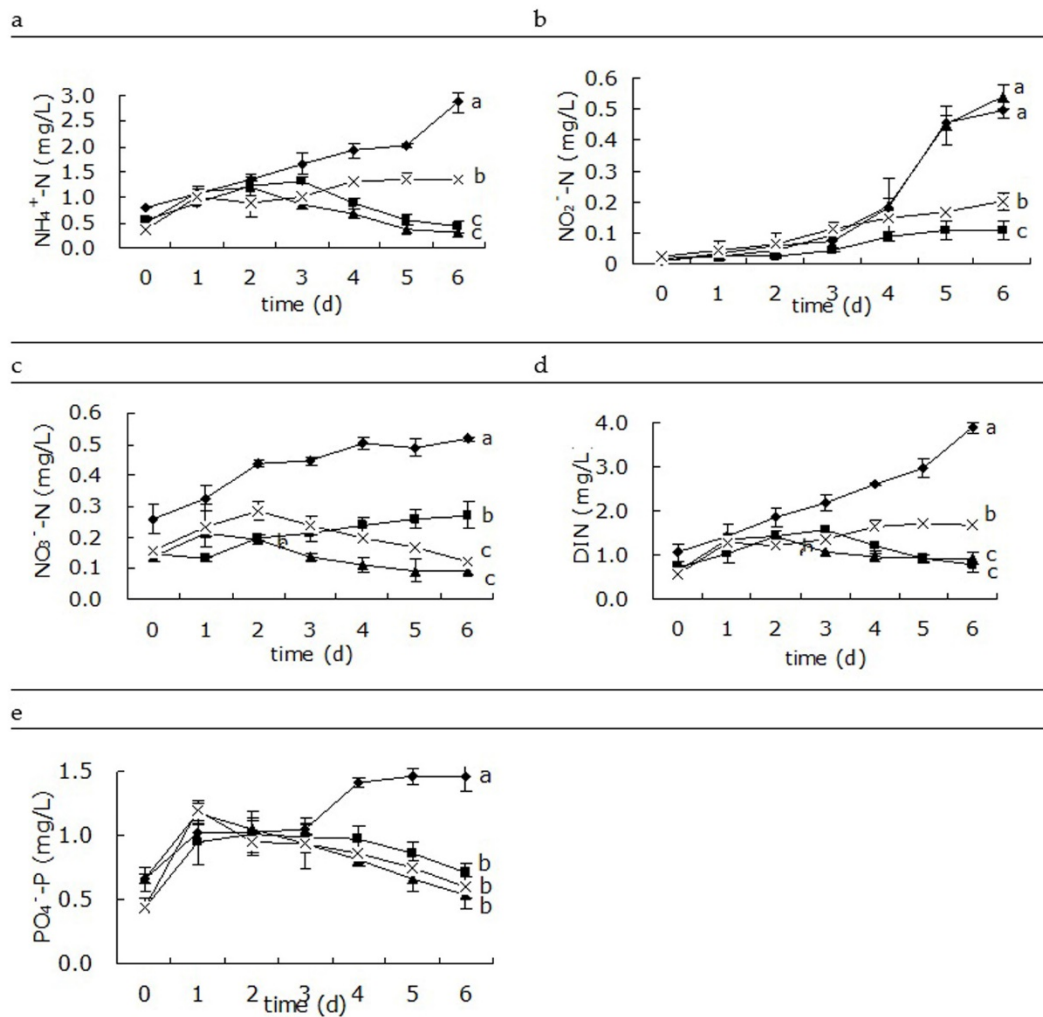 a
b
NH₄⁺-N (mg/L)
3.0
2.5
2.0
1.5
1.0
0.5
0.0
a
b
c
c
0 1 2 3 4 5 6
time (d)
NO₂⁻-N (mg/L)
0.6
0.5
0.4
0.3
0.2
0.1
0
a
a
b
c
0 1 2 3 4 5 6
time (d)
c
d
NO₃⁻-N (mg/L)
0.6
0.5
0.4
0.3
0.2
0.1
0.0
a
b
c
c
0 1 2 3 4 5 6
time (d)
DIN (mg/L)
4.0
3.0
2.0
1.0
0.0
a
b
c
c
0 1 2 3 4 5 6
time (d)
e
PO₄⁻-P (mg/L)
1.5
1.0
0.5
0.0
a
b
b
b
0 1 2 3 4 5 6
time (d)